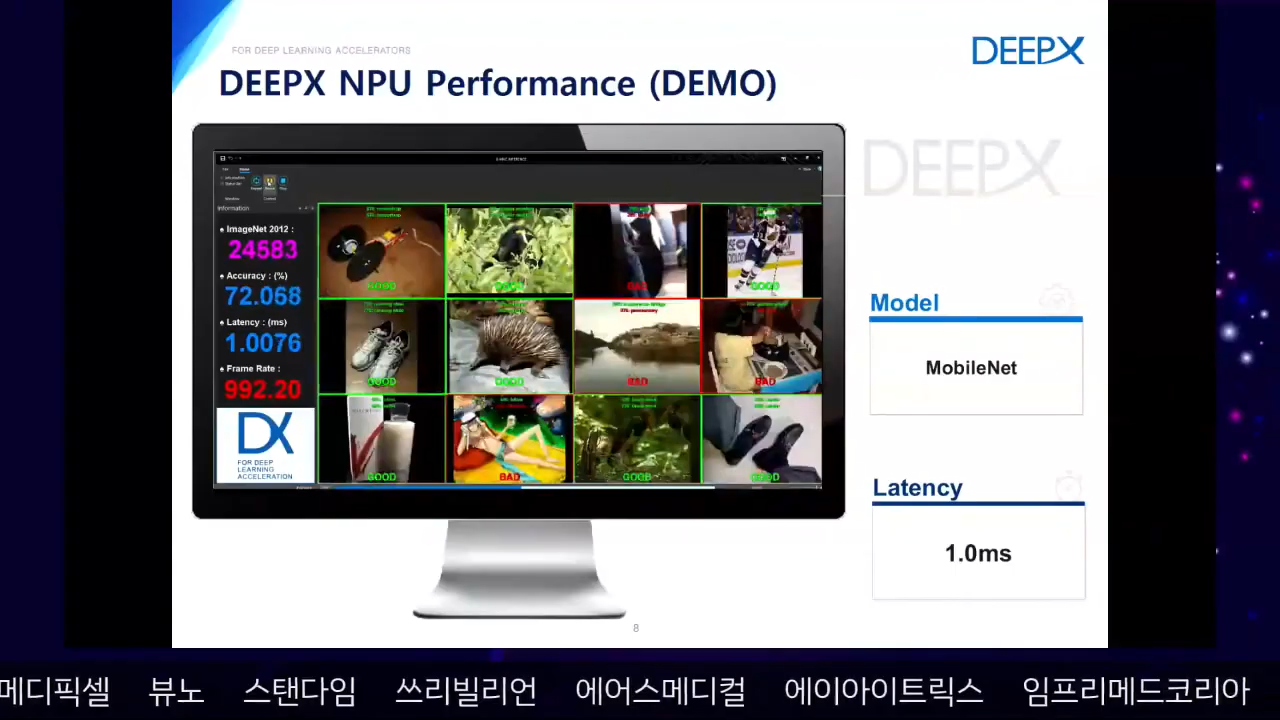 FOR DEEP LEARNING ACCELERATORS
DEEPX
DEEPX NPU Performance (DEMO)
DEEPX
Information
ImageNet 2012 :
24583
Accuracy : (%)
72.068
Latency : (ms)
1.0076
Frame Rate :
992.20
DX
FOR DEEP
LEARNING
ACCELERATION
GOOD GOOD BAD GOOD
GOOD GOOD BAD BAD
GOOD BAD GOOD GOOD
Model
MobileNet
Latency
1.0ms
8
메디픽셀 뷰노 스탠다임 쓰리빌리언 에어스메디컬 에이아이트릭스 임프리메드코리아